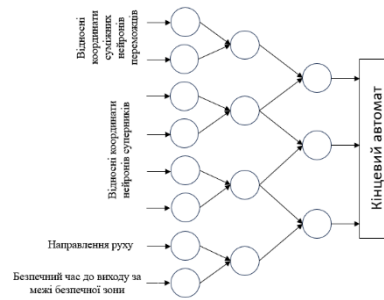 Відносні
координати
суміжних
нейронів
переможців
Відносні координати
нейронів суперників
Направлення руху
Безпечний час до виходу за
межі безпечної зони
Кінцевий автомат